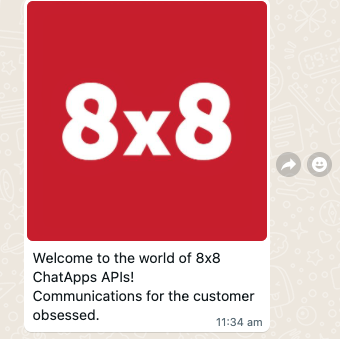 8x8
Welcome to the world of 8x8
ChatApps APIs!
Communications for the customer
obsessed.
11:34 am